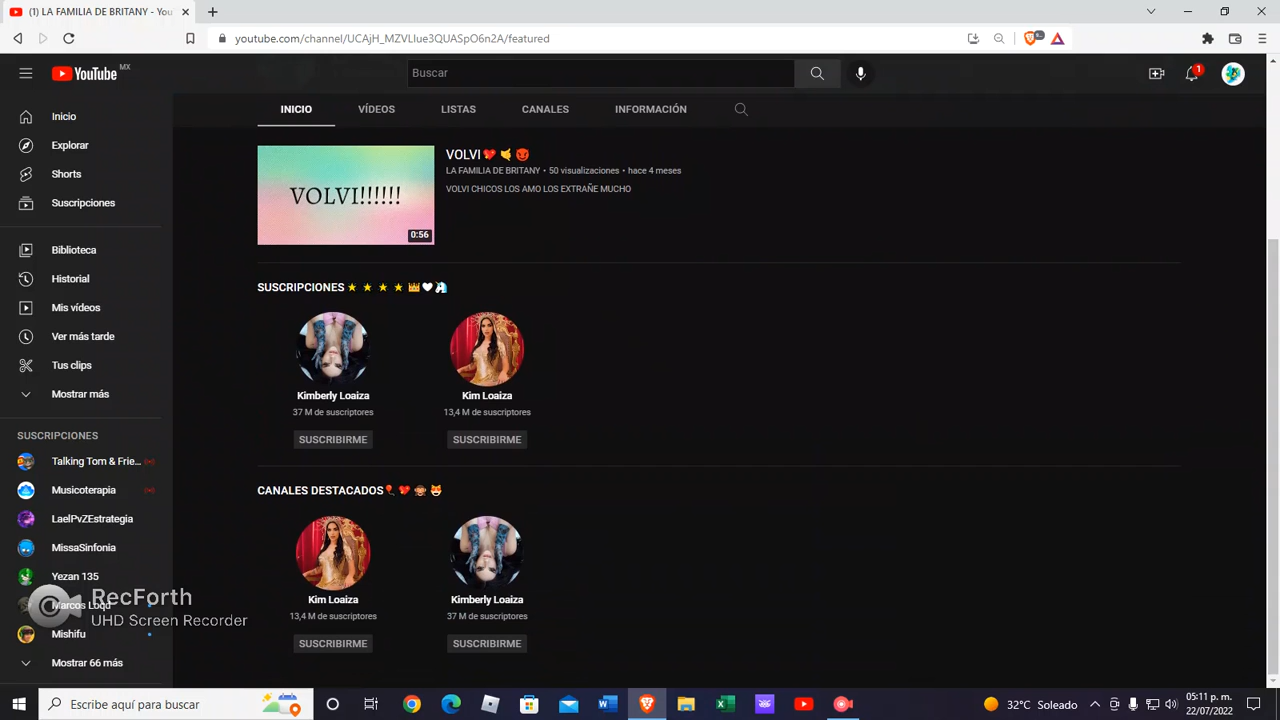 (1) LA FAMILIA DE BRITANY - You
youtube.com/channel/UCAjH_MZVLIue3QUASpO6n2A/featured
YouTube MX
Buscar
1
INICIO VÍDEOS LISTAS CANALES INFORMACIÓN
Inicio
Explorar
Shorts
Suscripciones
Biblioteca
Historial
Mis vídeos
Ver más tarde
Tus clips
Mostrar más
SUSCRIPCIONES
Talking Tom & Frie...
Musicoterapia
LaelPvZEstrategia
MissaSinfonia
Yezan 135
Marcos Loqu
Mishifu
Mostrar 66 más
VOLVI!!!!!!
0:56
VOLVI
LA FAMILIA DE BRITANY • 50 visualizaciones • hace 4 meses
VOLVI CHICOS LOS AMO LOS EXTRAÑE MUCHO
SUSCRIPCIONES
Kimberly Loaiza Kim Loaiza
37 M de suscriptores 13,4 M de suscriptores
SUSCRIBIRME SUSCRIBIRME
CANALES DESTACADOS
Kim Loaiza Kimberly Loaiza
13,4 M de suscriptores 37 M de suscriptores
SUSCRIBIRME SUSCRIBIRME
RecForth
UHD Screen Recorder
Escribe aquí para buscar
32°C Soleado
05:11 p. m.
22/07/2022